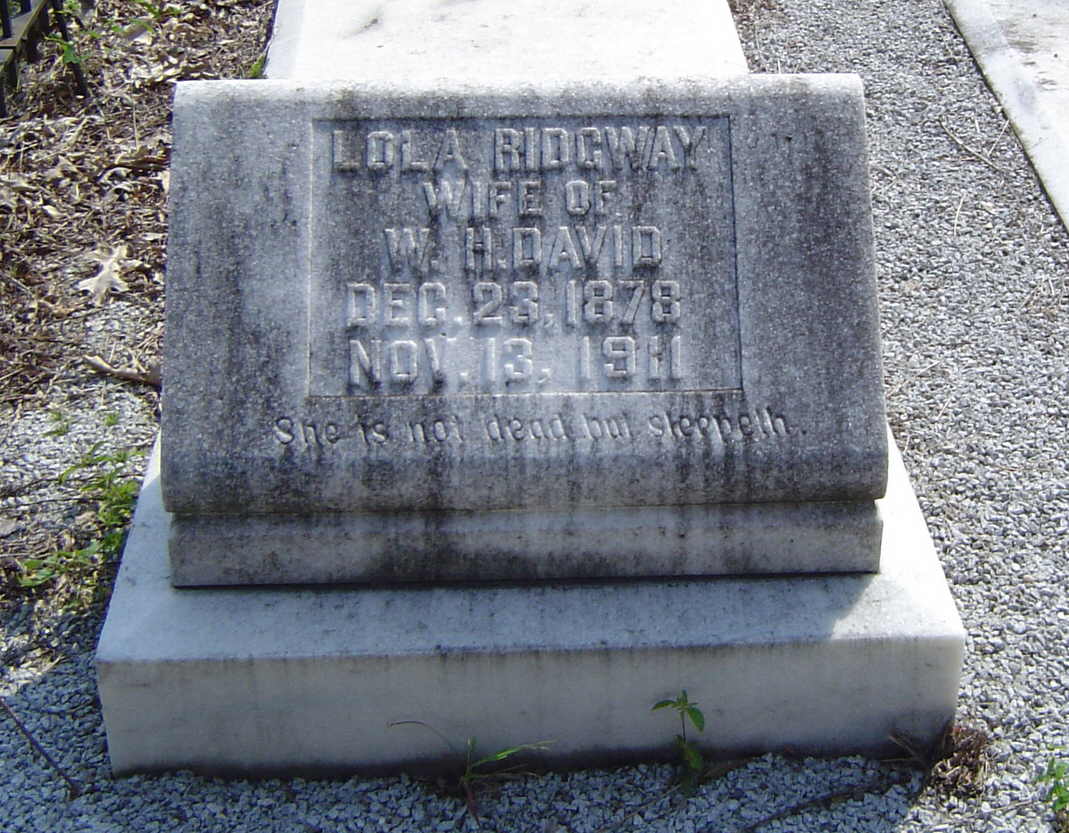 LOLA RIDGWAY
WIFE OF
W. H. DAVID
DEC. 23, 1878
NOV. 13, 1911
She is not dead but sleepeth.